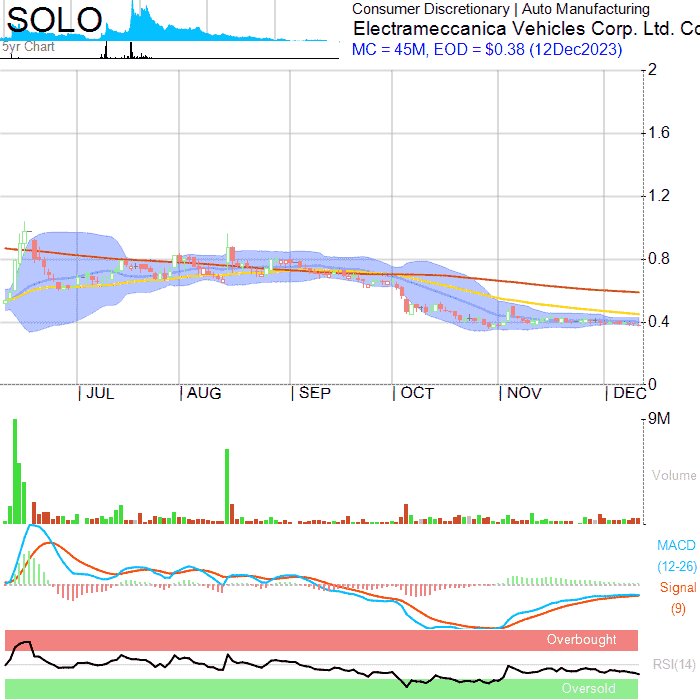 SOLO
5yr Chart
Consumer Discretionary | Auto Manufacturing
Electrameccanica Vehicles Corp. Ltd. Co
MC = 45M, EOD = $0.38 (12Dec2023)
2
1.6
1.2
0.8
0.4
0
| JUL | AUG | SEP | OCT | NOV | DEC
9M
Volume
MACD
(12-26)
Signal
(9)
Overbought
RSI(14)
Oversold